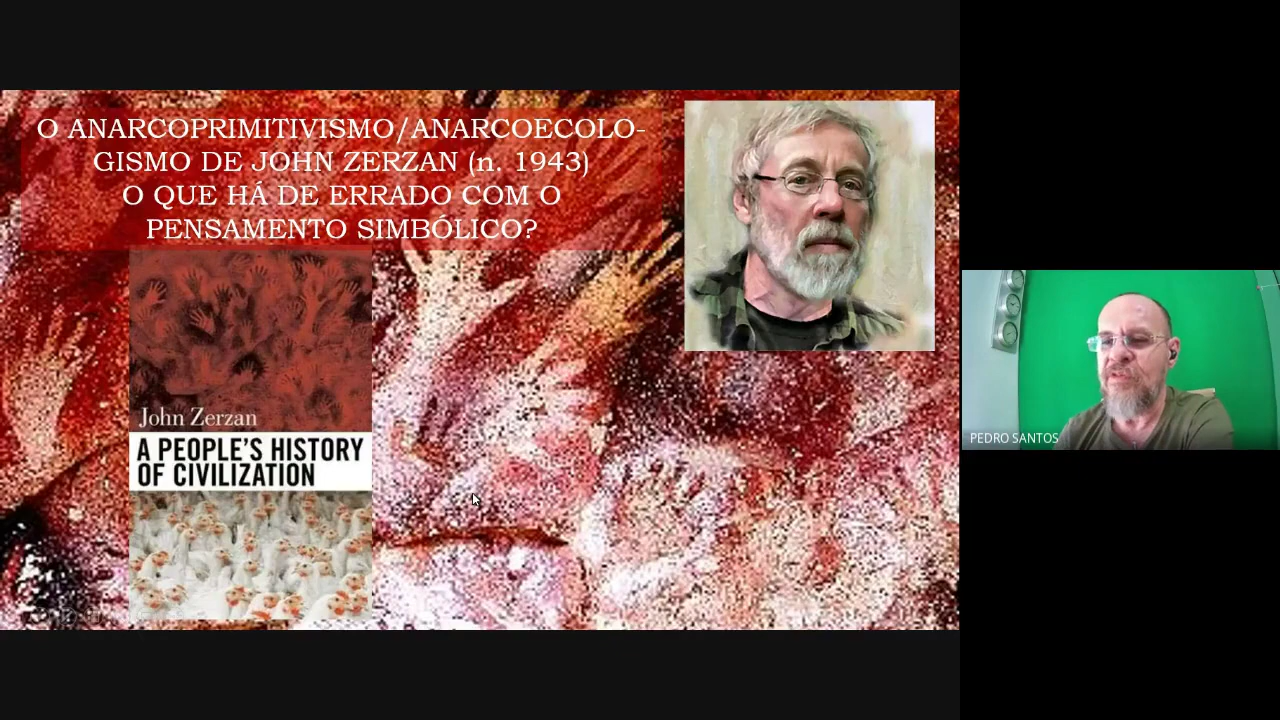 O ANARCOPRIMITIVISMO/ANARCOECOLO-
GISMO DE JOHN ZERZAN (n. 1943)
O QUE HÁ DE ERRADO COM O
PENSAMENTO SIMBÓLICO?
John Zerzan
A PEOPLE'S HISTORY
OF CIVILIZATION
PEDRO SANTOS